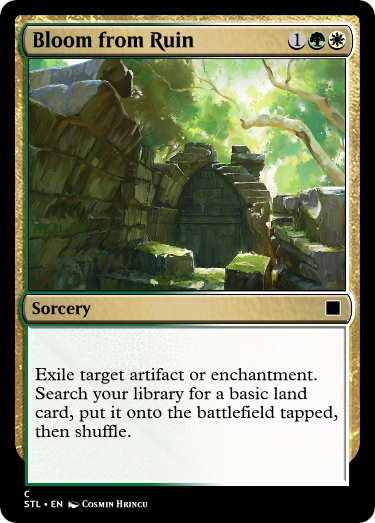 Bloom from Ruin 1
Sorcery
Exile target artifact or enchantment.
Search your library for a basic land
card, put it onto the battlefield tapped,
then shuffle.
C
STL • EN Cosmin Hrincu